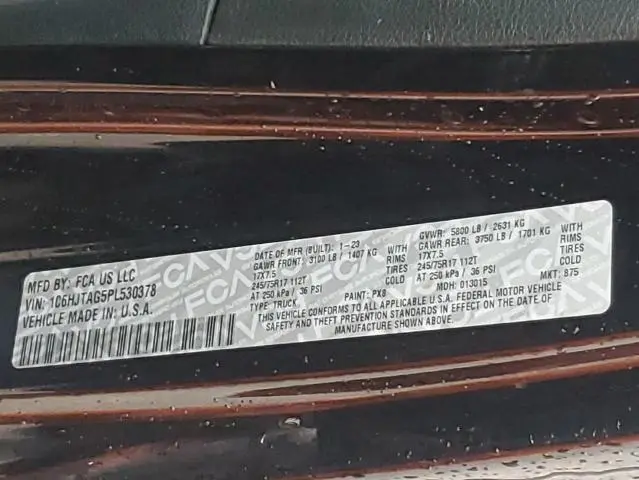 MFD BY: FCA US LLC
VIN: 1C6HJTAG5PL530378
VEHICLE MADE IN: U.S.A.
DATE OF MFR (BUILT): 1-23
GVWR: 5800 LB / 2631 KG
GAWR FRONT: 3100 LB / 1407 KG WITH
GAWR REAR: 3750 LB / 1701 KG WITH
17X7.5 RIMS
17X7.5 RIMS
245/75R17 112T TIRES
245/75R17 112T TIRES
AT 250 kPa / 36 PSI COLD
AT 250 kPa / 36 PSI COLD
TYPE: TRUCK PAINT: PX8 MDH: 013015 MKT: 875
THIS VEHICLE CONFORMS TO ALL APPLICABLE U.S.A. FEDERAL MOTOR VEHICLE
SAFETY AND THEFT PREVENTION STANDARDS IN EFFECT ON THE DATE OF
MANUFACTURE SHOWN ABOVE.